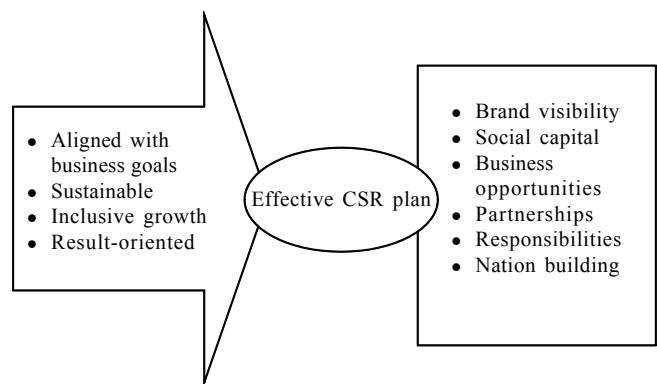 • Aligned with
business goals
• Sustainable
• Inclusive growth
• Result-oriented
Effective CSR plan
• Brand visibility
• Social capital
• Business
opportunities
• Partnerships
• Responsibilities
• Nation building